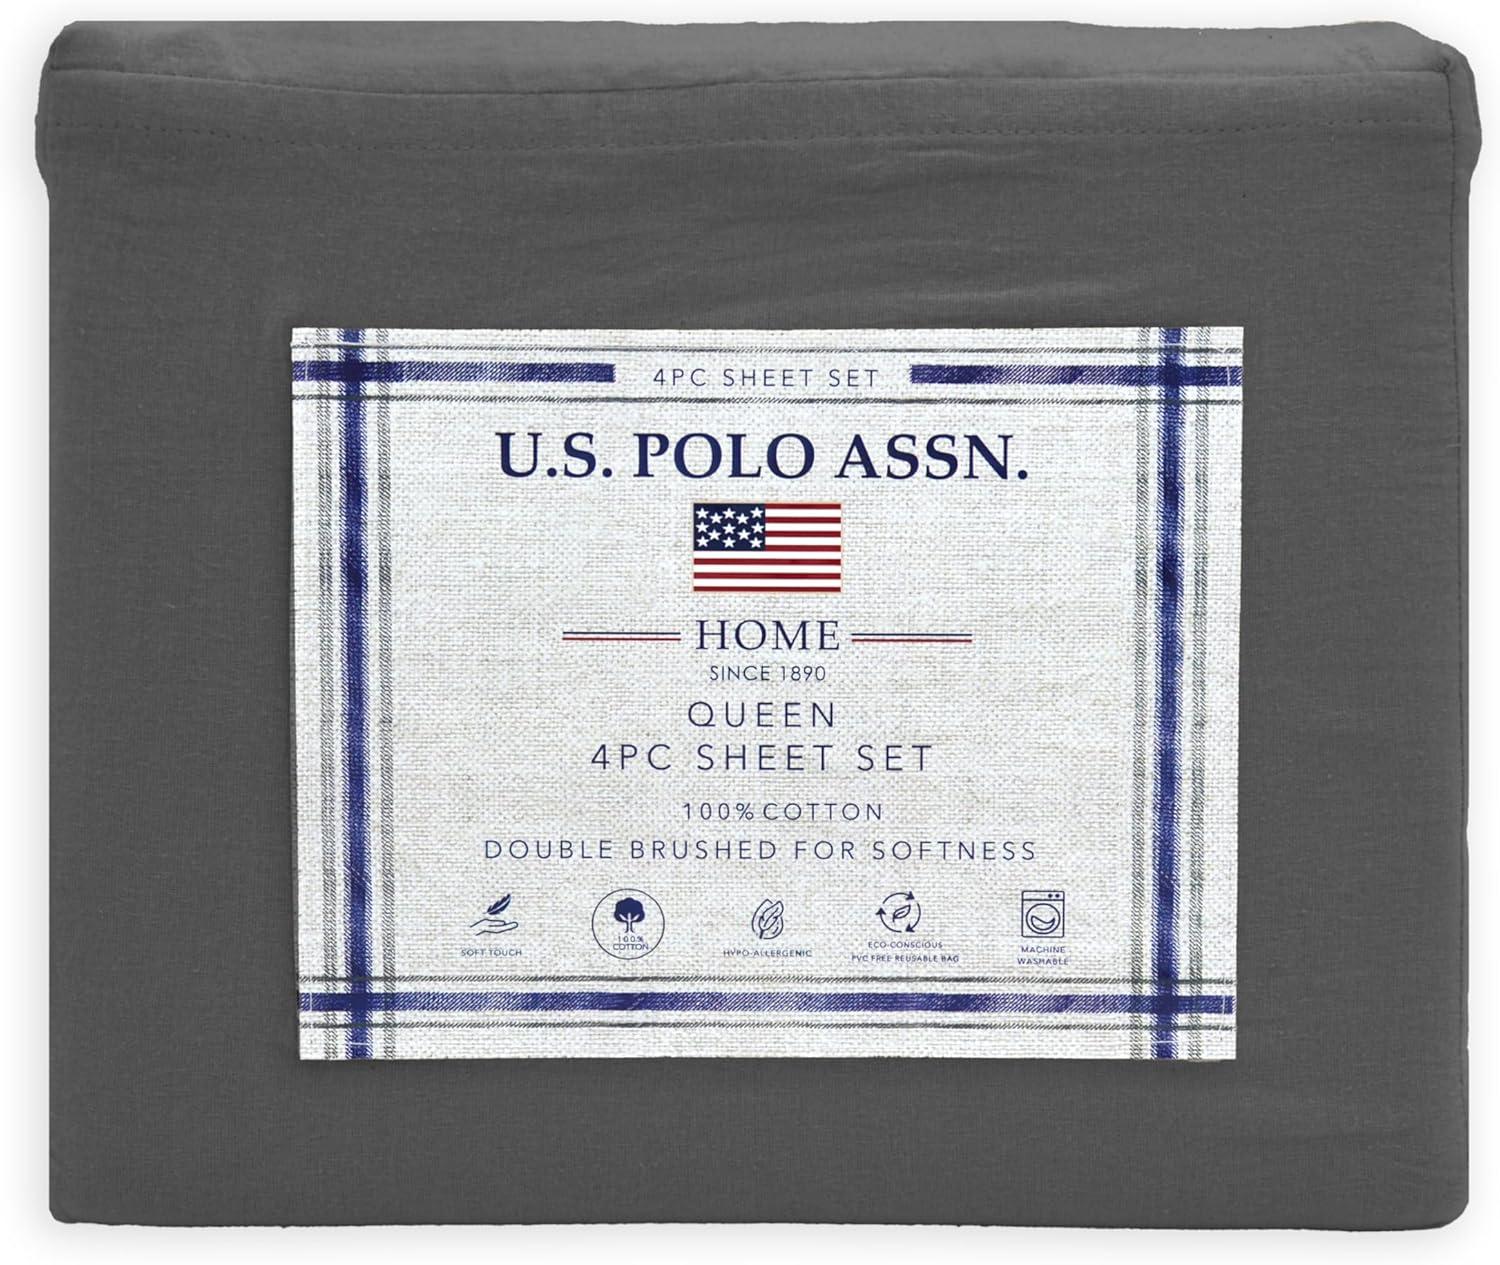 4PC SHEET SET
U.S. POLO ASSN.
HOME
SINCE 1890
QUEEN
4PC SHEET SET
100% COTTON
DOUBLE BRUSHED FOR SOFTNESS
SOFT TOUCH
100%
COTTON
HYPO-ALLERGENIC
ECO-CONSCIOUS
PVC FREE REUSABLE BAG
MACHINE
WASHABLE